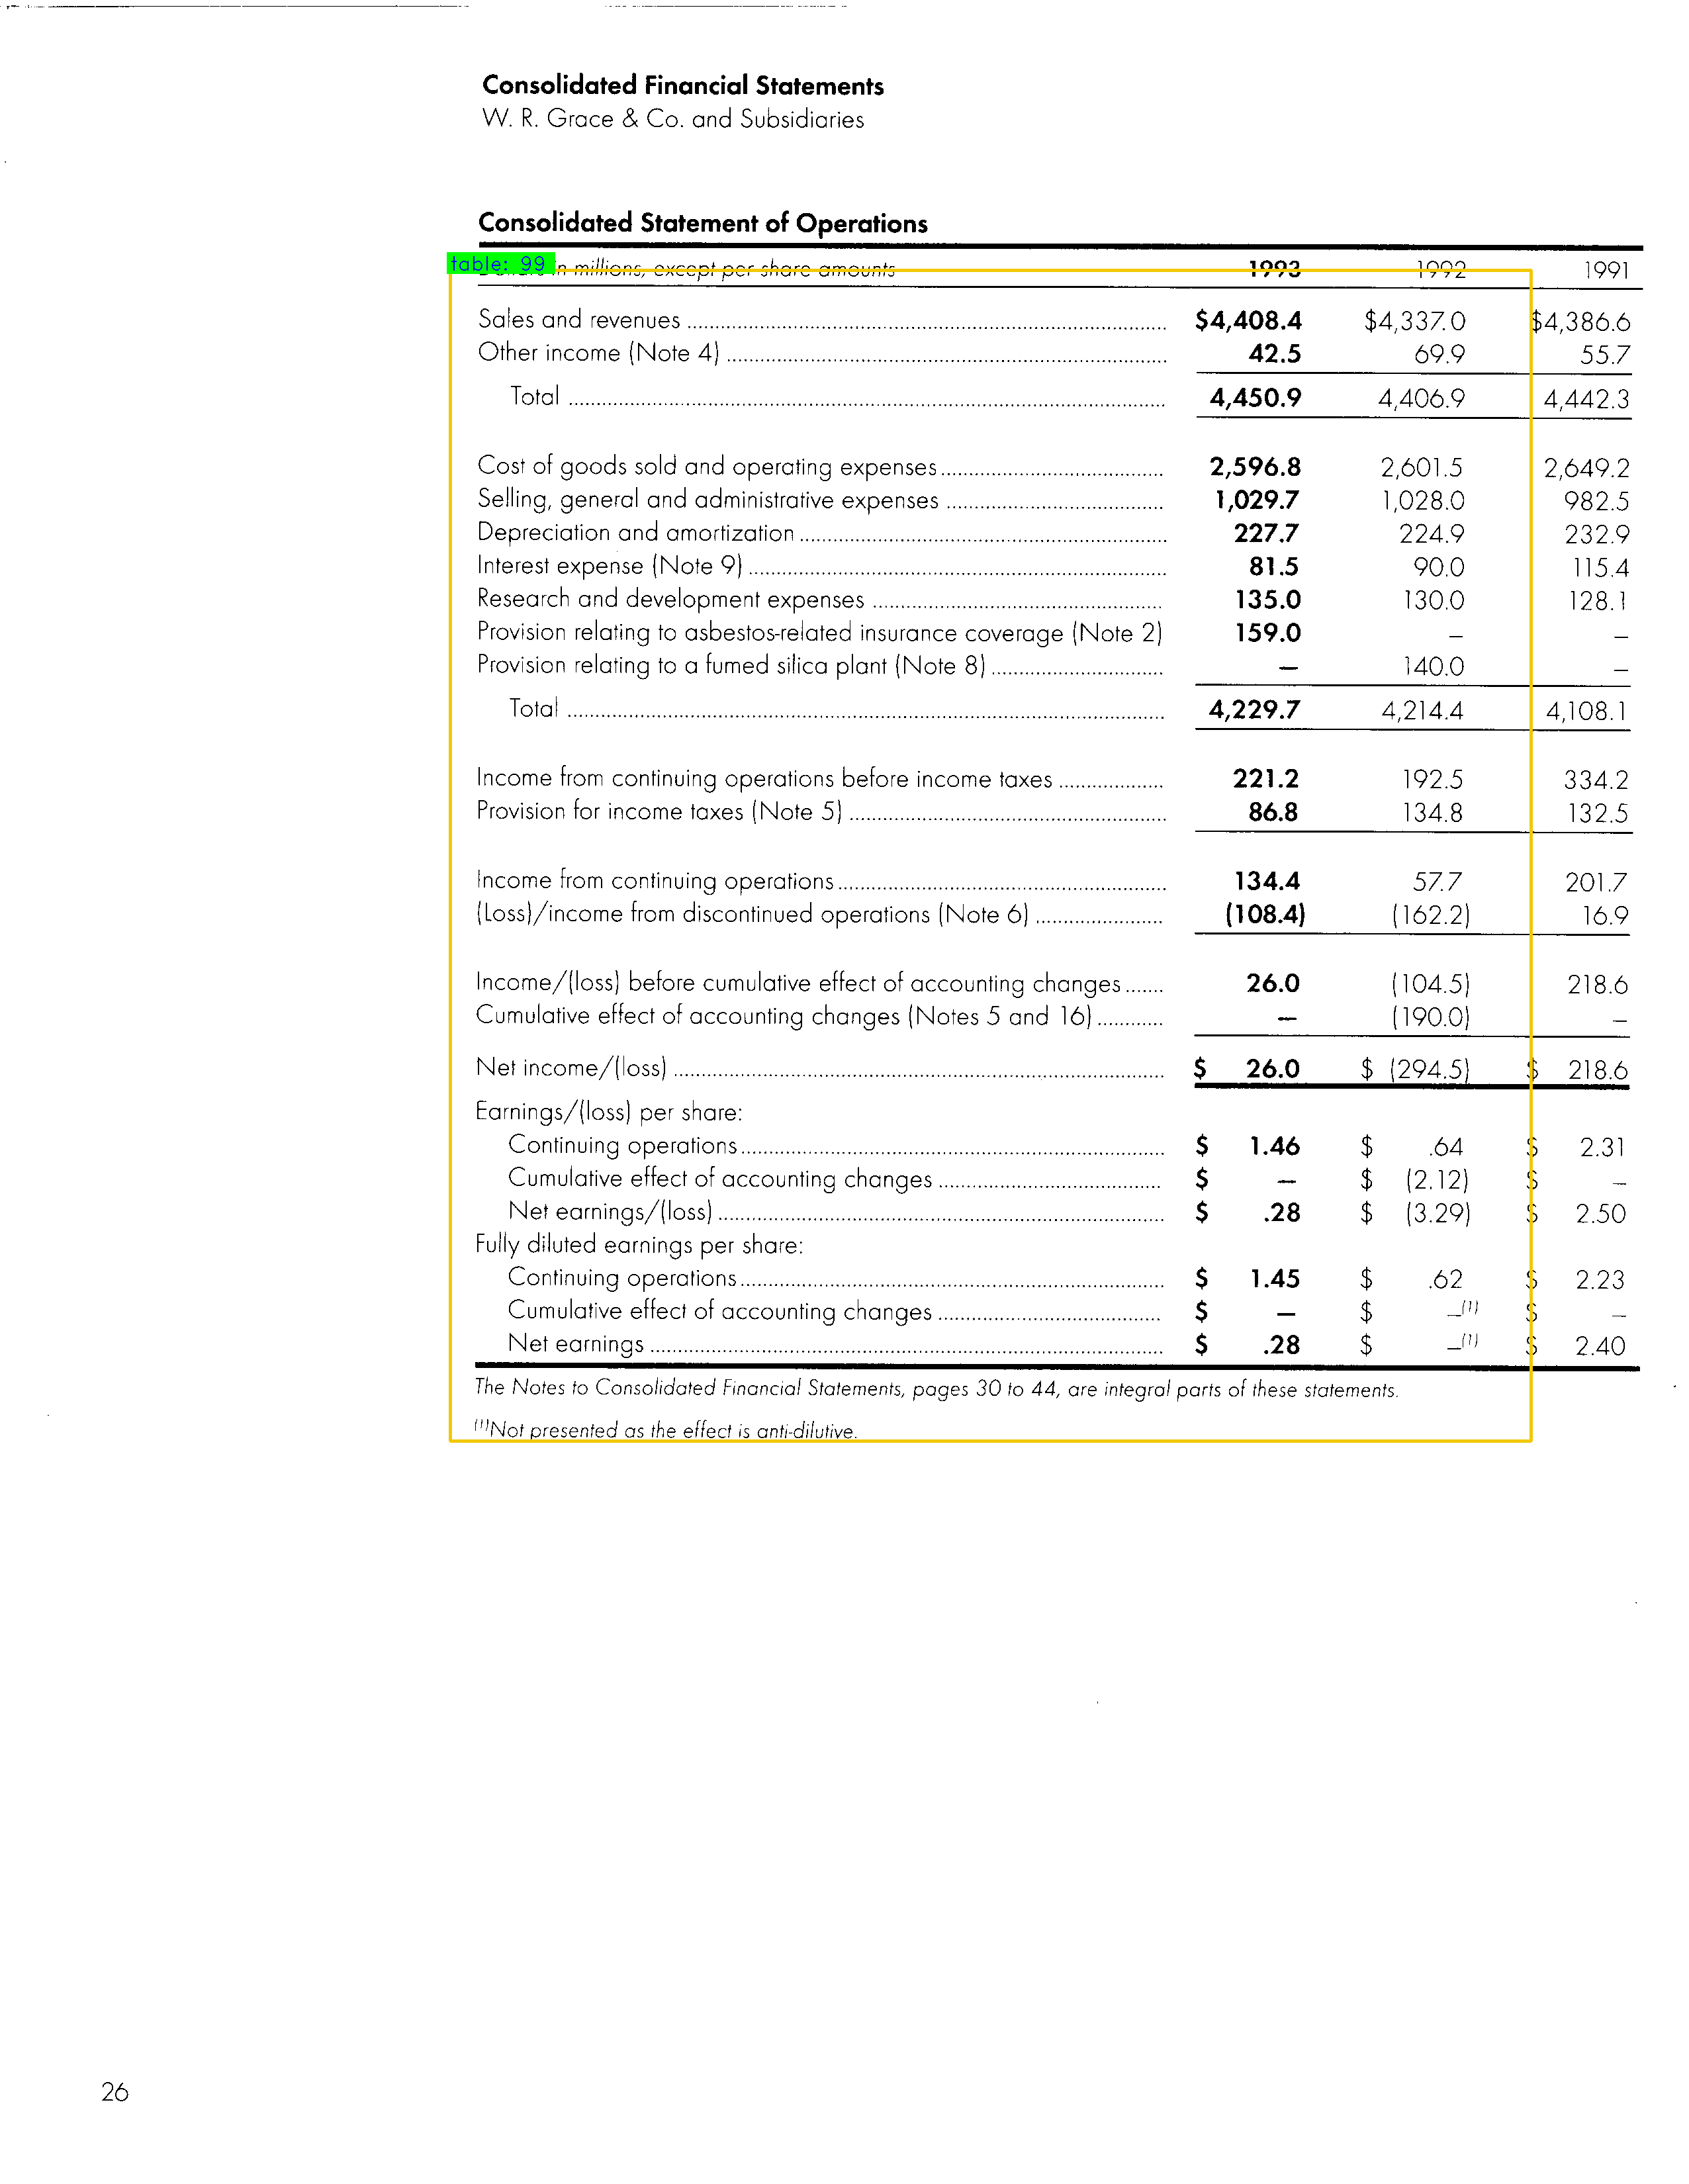 Consolidated Financial Statements
W. R. Grace & Co. and Subsidiaries
Consolidated Statement of Operations
table: 99 in millions, except per share amounts 1993 1992 1991
Sales and revenues $4,408.4 $4,337.0 $4,386.6
Other income (Note 4) 42.5 69.9 55.7
Total 4,450.9 4,406.9 4,442.3
Cost of goods sold and operating expenses 2,596.8 2,601.5 2,649.2
Selling, general and administrative expenses 1,029.7 1,028.0 982.5
Depreciation and amortization 227.7 224.9 232.9
Interest expense (Note 9) 81.5 90.0 115.4
Research and development expenses 135.0 130.0 128.1
Provision relating to asbestos-related insurance coverage (Note 2) 159.0 – –
Provision relating to a fumed silica plant (Note 8) – 140.0 –
Total 4,229.7 4,214.4 4,108.1
Income from continuing operations before income taxes 221.2 192.5 334.2
Provision for income taxes (Note 5) 86.8 134.8 132.5
Income from continuing operations 134.4 57.7 201.7
(Loss)/income from discontinued operations (Note 6) (108.4) (162.2) 16.9
Income/(loss) before cumulative effect of accounting changes 26.0 (104.5) 218.6
Cumulative effect of accounting changes (Notes 5 and 16) – (190.0) –
Net income/(loss) $ 26.0 $ (294.5) $ 218.6
Earnings/(loss) per share:
Continuing operations $ 1.46 $ .64 $ 2.31
Cumulative effect of accounting changes $ – $ (2.12) $ –
Net earnings/(loss) $ .28 $ (3.29) $ 2.50
Fully diluted earnings per share:
Continuing operations $ 1.45 $ .62 $ 2.23
Cumulative effect of accounting changes $ – $ –(1) $ –
Net earnings $ .28 $ –(1) $ 2.40
The Notes to Consolidated Financial Statements, pages 30 to 44, are integral parts of these statements.
(1)Not presented as the effect is anti-dilutive.
26